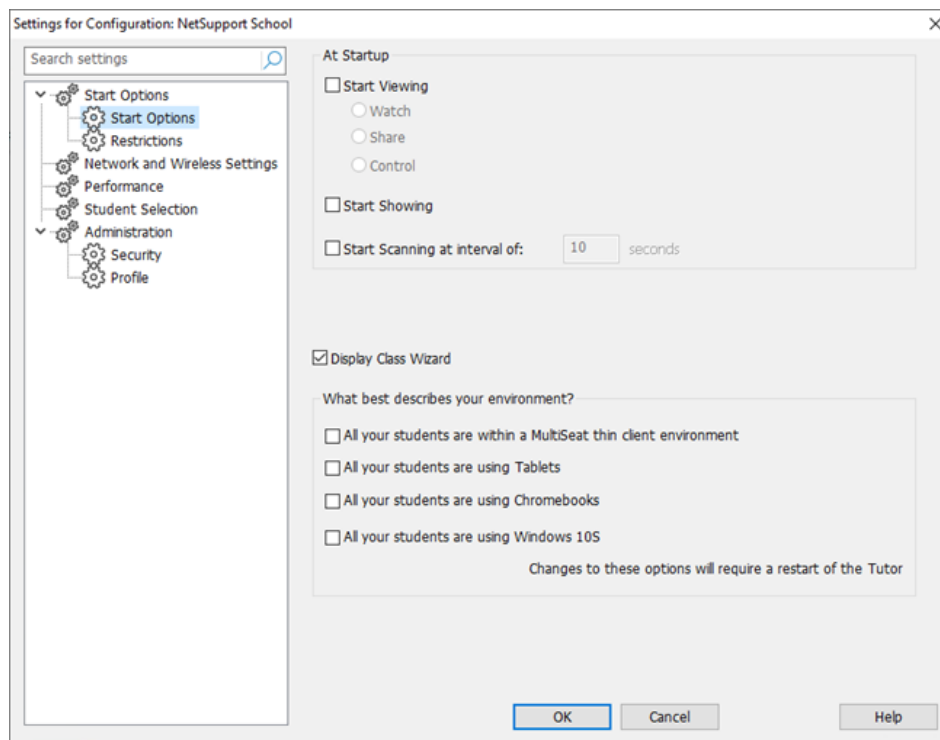 Settings for Configuration: NetSupport School
Search settings
Start Options
Start Options
Restrictions
Network and Wireless Settings
Performance
Student Selection
Administration
Security
Profile
At Startup
Start Viewing
Watch
Share
Control
Start Showing
Start Scanning at interval of: 10 seconds
Display Class Wizard
What best describes your environment?
All your students are within a MultiSeat thin client environment
All your students are using Tablets
All your students are using Chromebooks
All your students are using Windows 10S
Changes to these options will require a restart of the Tutor
OK Cancel Help